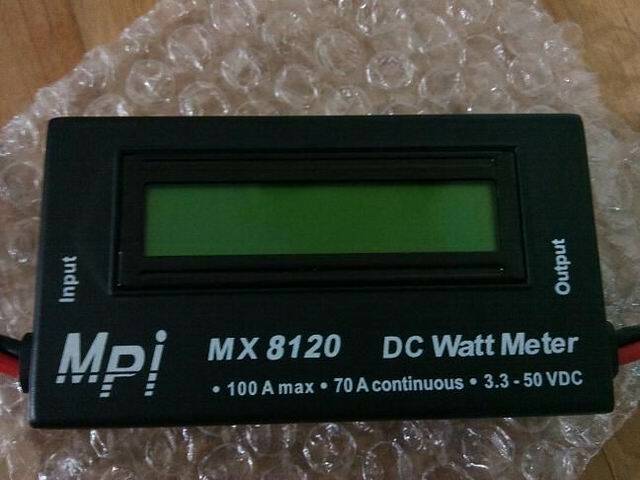 Input
Output
MPi
MX 8120 DC Watt Meter
• 100 A max • 70 A continuous • 3.3 - 50 VDC